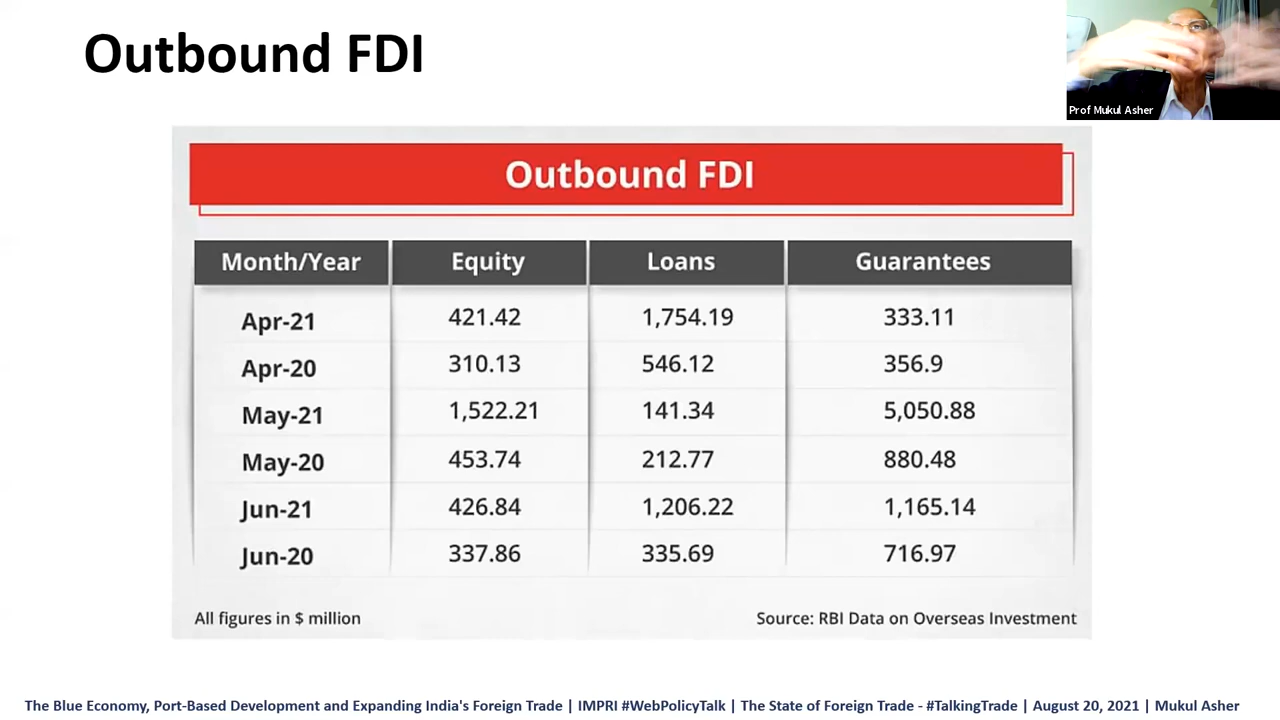 Outbound FDI
Prof Mukul Asher
Outbound FDI
Month/Year Equity Loans Guarantees
Apr-21 421.42 1,754.19 333.11
Apr-20 310.13 546.12 356.9
May-21 1,522.21 141.34 5,050.88
May-20 453.74 212.77 880.48
Jun-21 426.84 1,206.22 1,165.14
Jun-20 337.86 335.69 716.97
All figures in $ million Source: RBI Data on Overseas Investment
The Blue Economy, Port-Based Development and Expanding India's Foreign Trade | IMPRI #WebPolicyTalk | The State of Foreign Trade - #TalkingTrade | August 20, 2021 | Mukul Asher